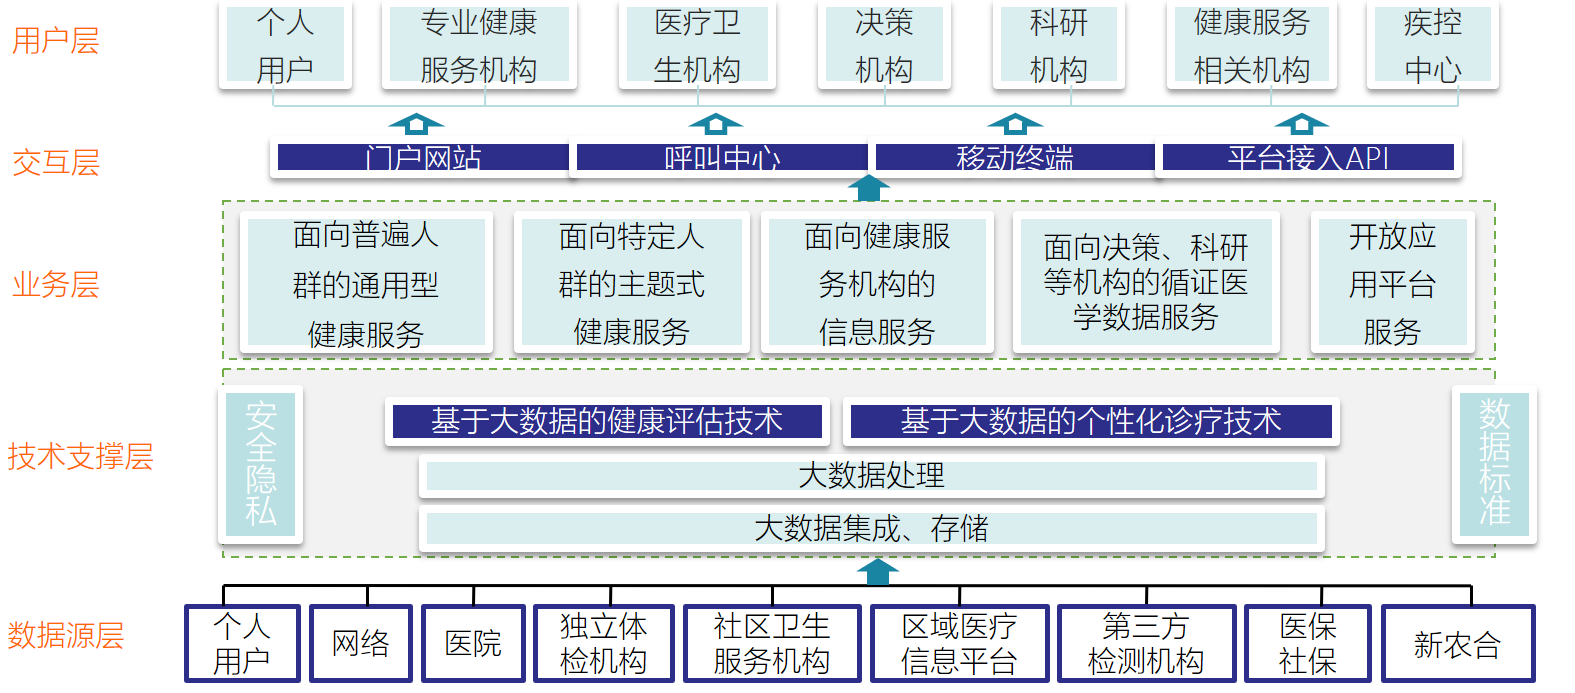 用户层
个人
用户
专业健康
服务机构
医疗卫
生机构
决策
机构
科研
机构
健康服务
相关机构
疾控
中心
交互层
门户网站
呼叫中心
移动终端
平台接入API
业务层
面向普遍人
群的通用型
健康服务
面向特定人
群的主题式
健康服务
面向健康服
务机构的
信息服务
面向决策、科研
等机构的循证医
学数据服务
开放应
用平台
服务
技术支撑层
安全隐私
基于大数据的健康评估技术
基于大数据的个性化诊疗技术
大数据处理
大数据集成、存储
数据标准
数据源层
个人
用户
网络
医院
独立体
检机构
社区卫生
服务机构
区域医疗
信息平台
第三方
检测机构
医保
社保
新农合